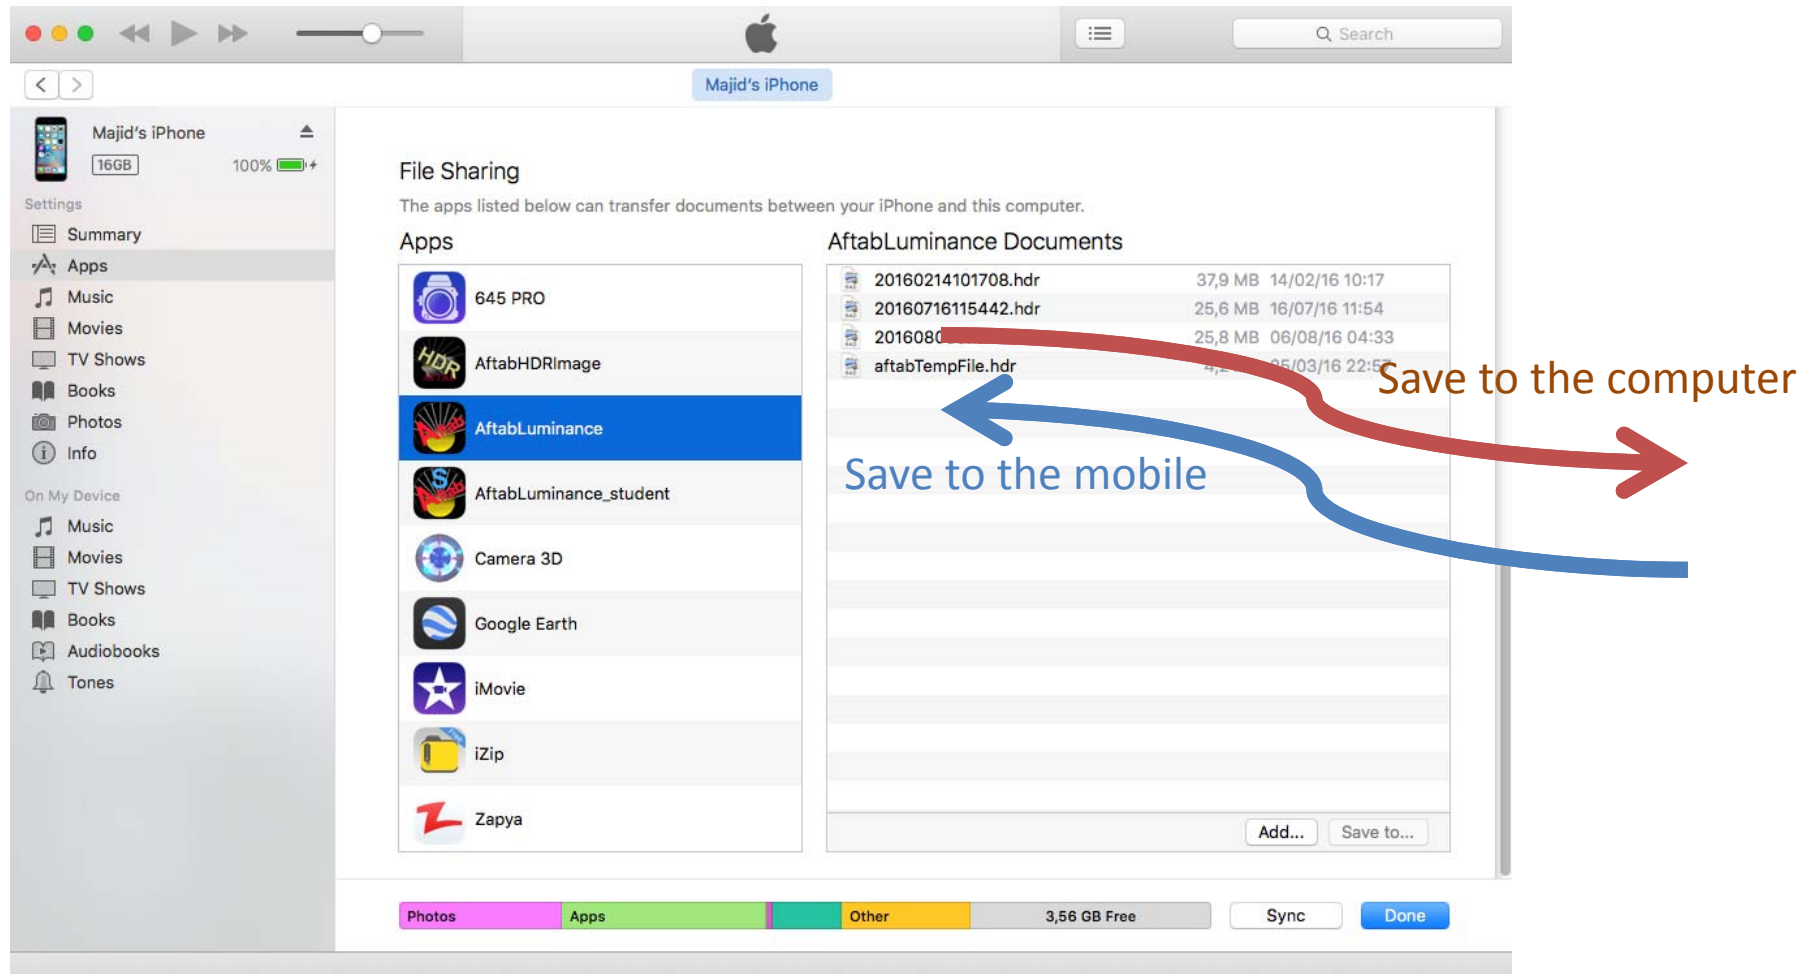 Search
Majid's iPhone
Majid's iPhone
16GB 100%
Settings
Summary
Apps
Music
Movies
TV Shows
Books
Photos
Info
On My Device
Music
Movies
TV Shows
Books
Audiobooks
Tones
File Sharing
The apps listed below can transfer documents between your iPhone and this computer.
Apps
645 PRO
HDR AftabHDRImage
Aftab AftabLuminance
AftabLuminance_student
Camera 3D
Google Earth
iMovie
Free iZip
Zapya
AftabLuminance Documents
20160214101708.hdr 37,9 MB 14/02/16 10:17
20160716115442.hdr 25,6 MB 16/07/16 11:54
25,8 MB 06/08/16 04:33
aftabTempFile.hdr
Save to the computer
Save to the mobile
Add... Save to...
Photos Apps Other 3,56 GB Free Sync Done